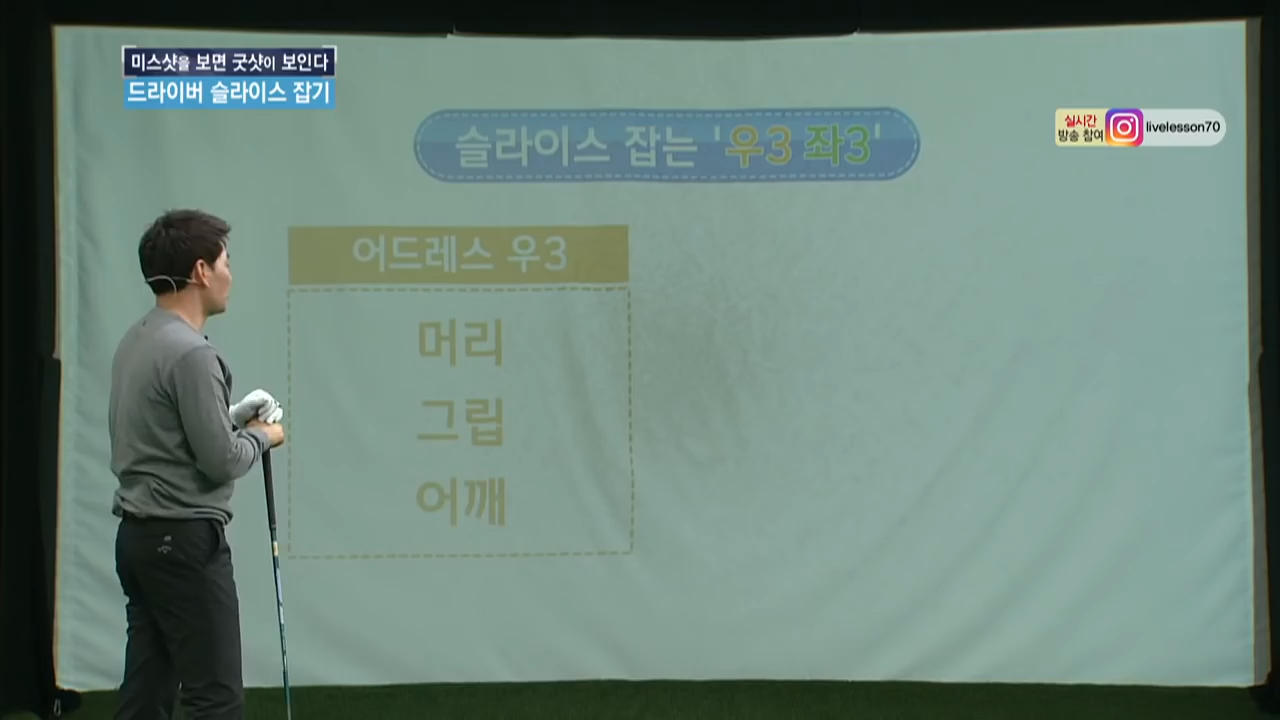 미스샷을 보면 굿샷이 보인다
드라이버 슬라이스 잡기
실시간
방송 참여
livelesson70
슬라이스 잡는 '우3 좌3'
어드레스 우3
머리
그립
어깨